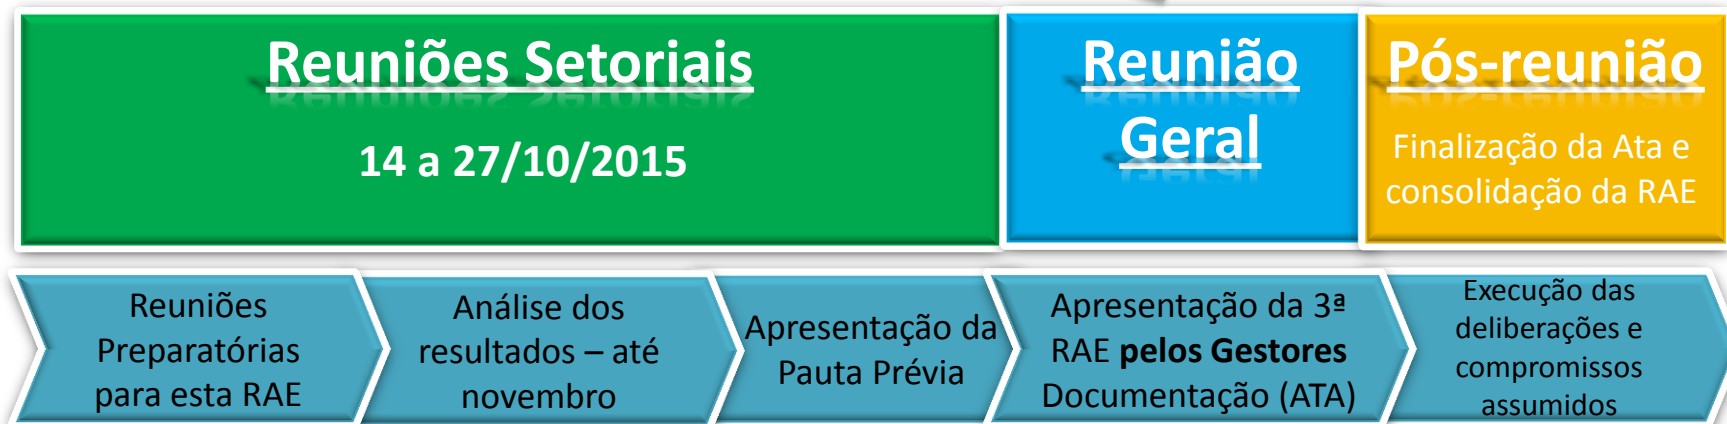 Reuniões Setoriais
14 a 27/10/2015
Reunião
Geral
Pós-reunião
Finalização da Ata e
consolidação da RAE
Reuniões
Preparatórias
para esta RAE
Análise dos
resultados – até
novembro
Apresentação da
Pauta Prévia
Apresentação da 3ª
RAE pelos Gestores
Documentação (ATA)
Execução das
deliberações e
compromissos
assumidos